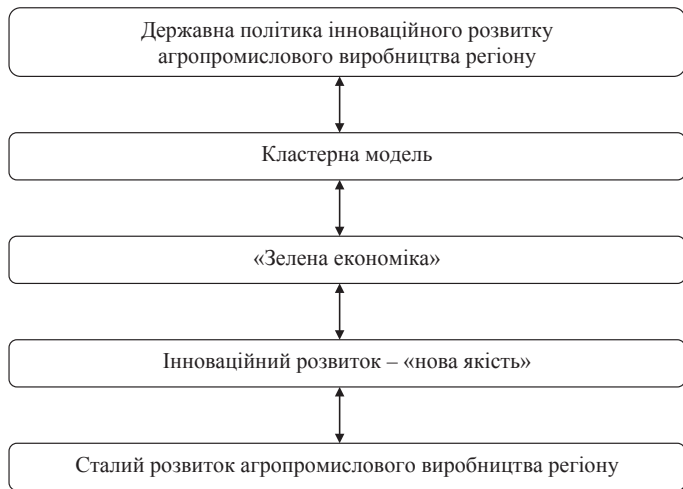 Державна політика інноваційного розвитку
агропромислового виробництва регіону
Кластерна модель
«Зелена економіка»
Інноваційний розвиток – «нова якість»
Сталий розвиток агропромислового виробництва регіону